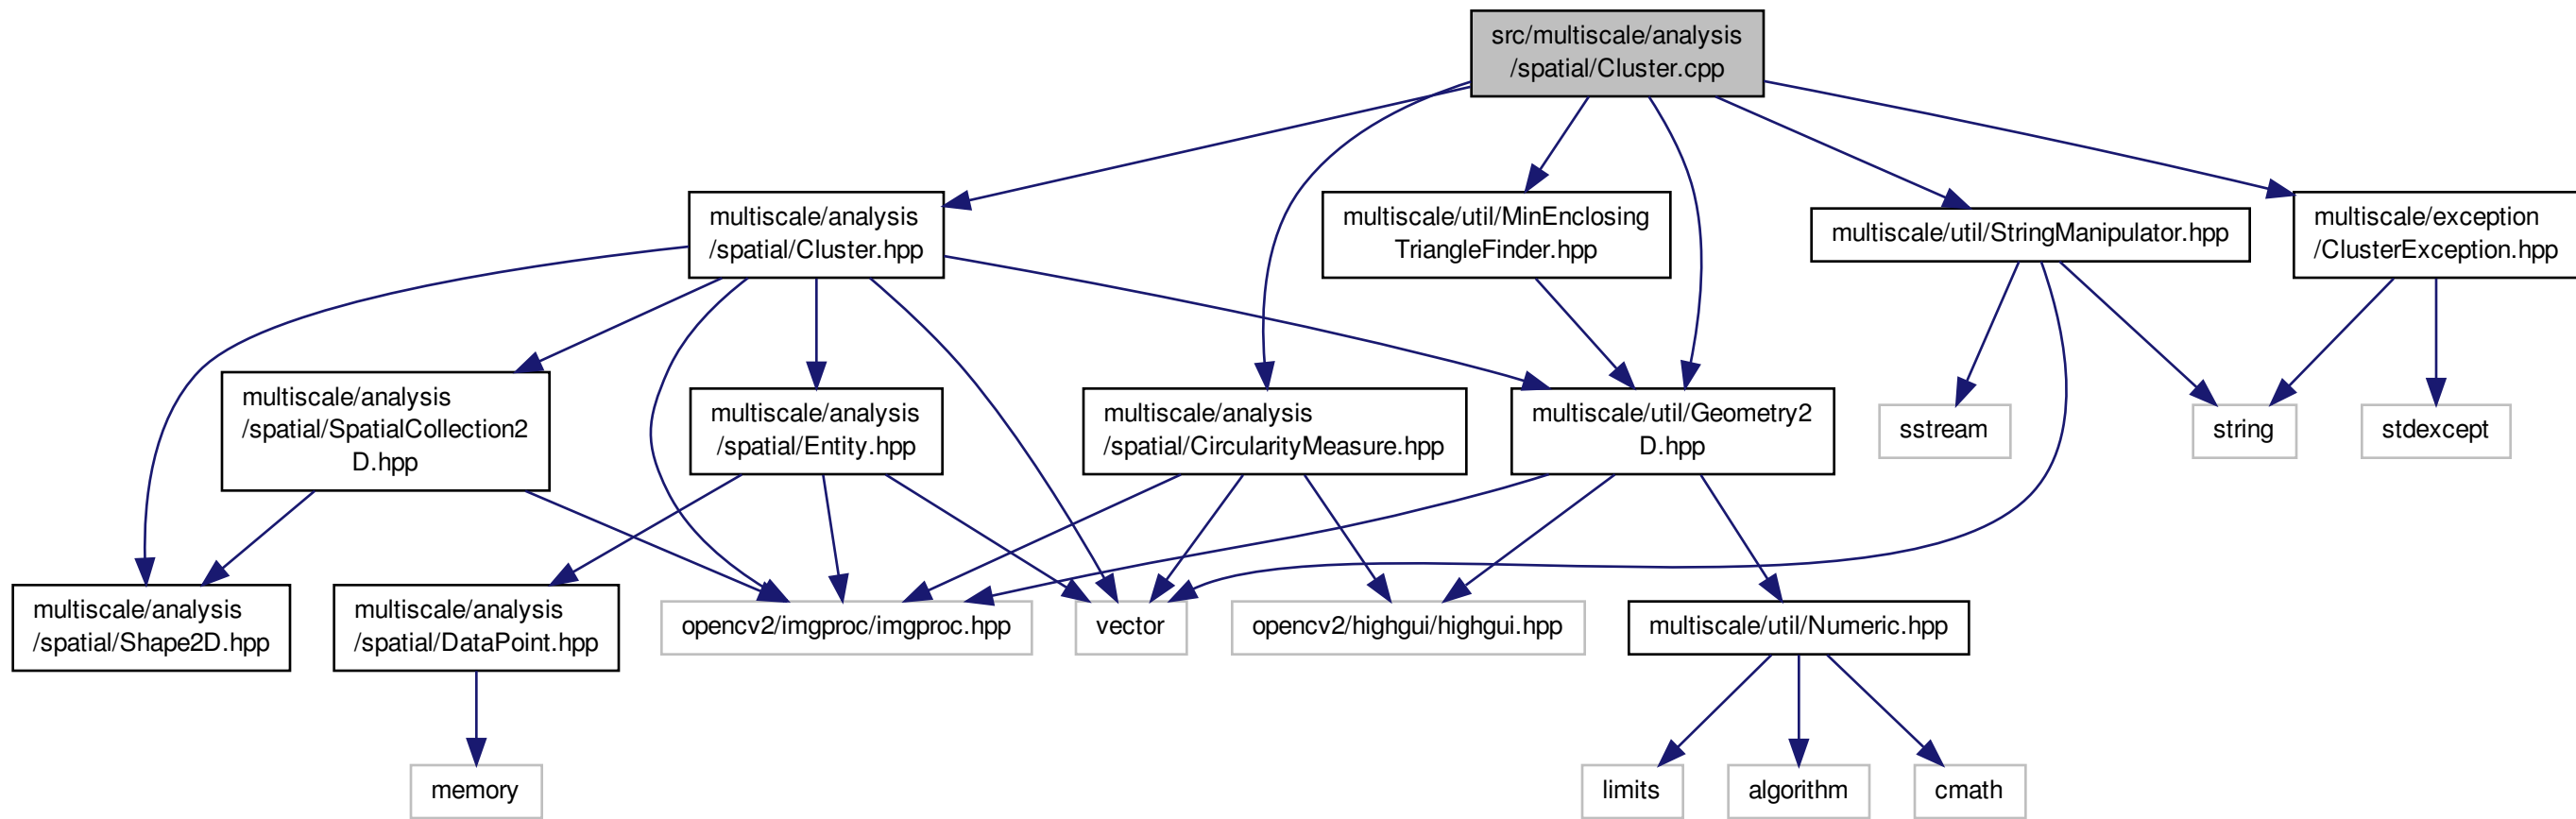 src/multiscale/analysis
/spatial/Cluster.cpp
multiscale/analysis
/spatial/Cluster.hpp
multiscale/util/MinEnclosing
TriangleFinder.hpp
multiscale/util/StringManipulator.hpp
multiscale/exception
/ClusterException.hpp
multiscale/analysis
/spatial/SpatialCollection2
D.hpp
multiscale/analysis
/spatial/Entity.hpp
multiscale/analysis
/spatial/CircularityMeasure.hpp
multiscale/util/Geometry2
D.hpp
sstream
string
stdexcept
multiscale/analysis
/spatial/Shape2D.hpp
multiscale/analysis
/spatial/DataPoint.hpp
opencv2/imgproc/imgproc.hpp
vector
opencv2/highgui/highgui.hpp
multiscale/util/Numeric.hpp
memory
limits
algorithm
cmath